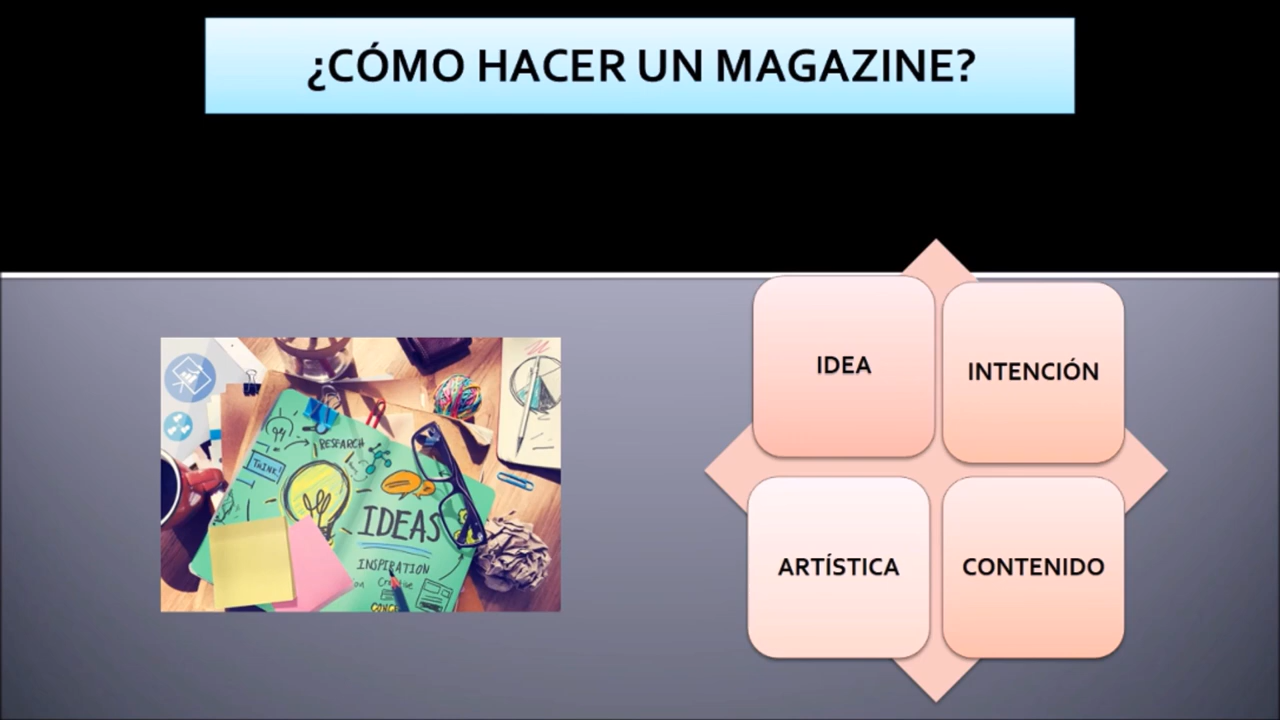 ¿CÓMO HACER UN MAGAZINE?
IDEA
INTENCIÓN
ARTÍSTICA
CONTENIDO
RESEARCH
THINK!
IDEAS
INSPIRATION